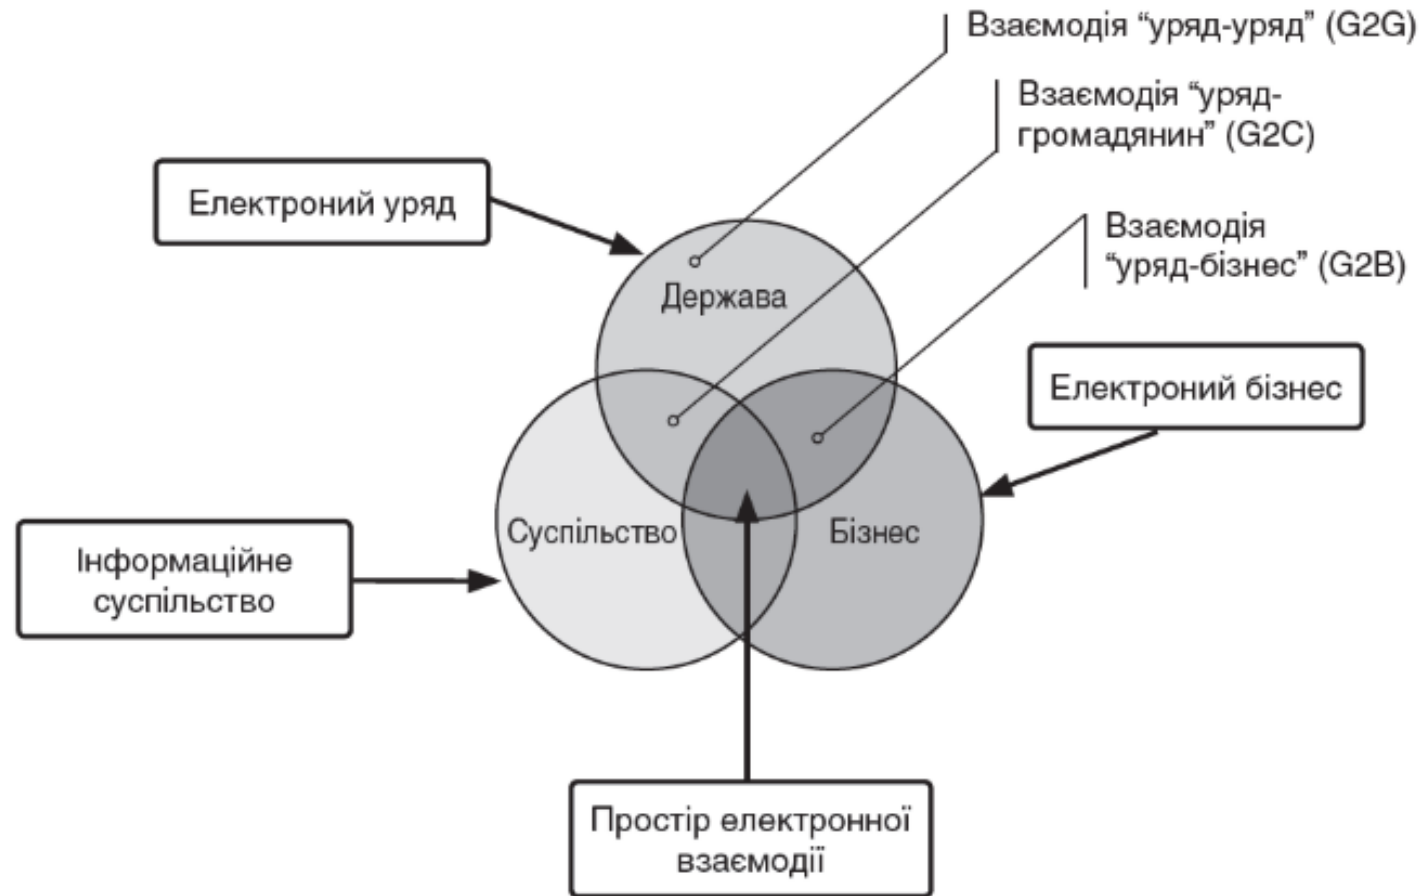 Взаємодія “уряд-уряд” (G2G)
Взаємодія “уряд-
громадянин” (G2C)
Електроний уряд
Взаємодія
“уряд-бізнес” (G2B)
Держава
Електроний бізнес
Суспільство
Бізнес
Інформаційне
суспільство
Простір електронної
взаємодії